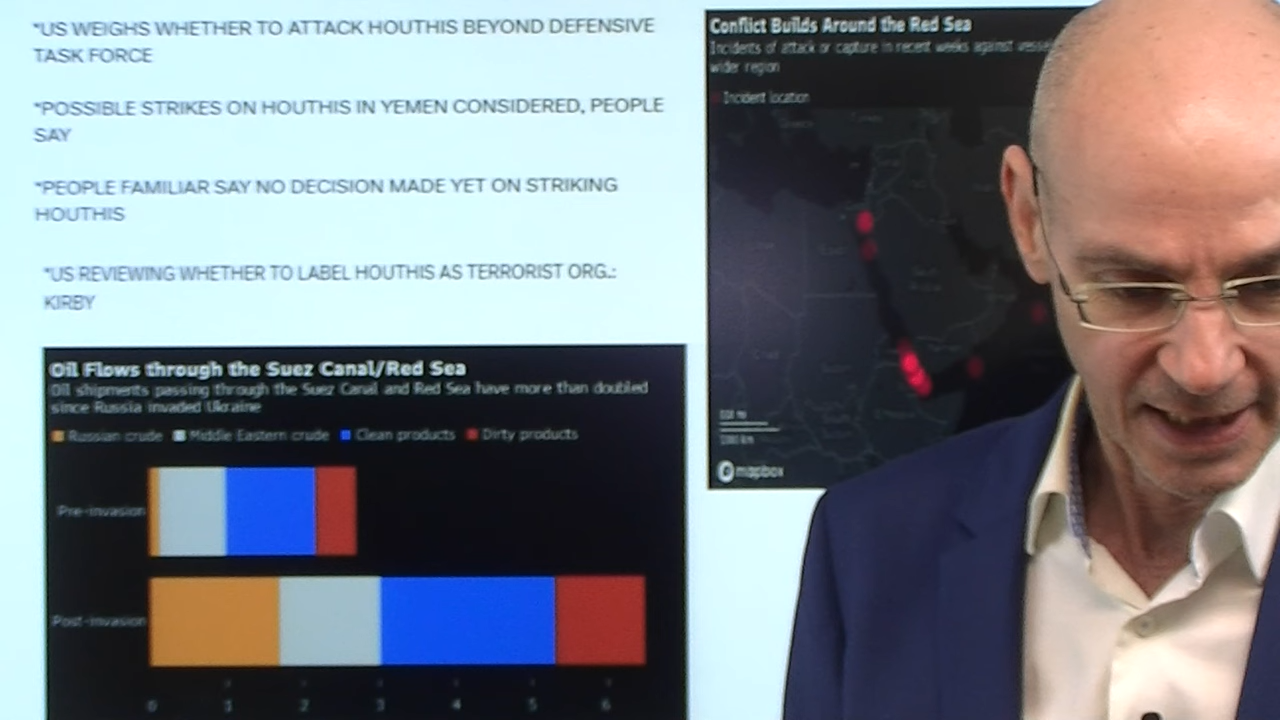 *US WEIGHS WHETHER TO ATTACK HOUTHIS BEYOND DEFENSIVE
TASK FORCE
*POSSIBLE STRIKES ON HOUTHIS IN YEMEN CONSIDERED, PEOPLE
SAY
*PEOPLE FAMILIAR SAY NO DECISION MADE YET ON STRIKING
HOUTHIS
*US REVIEWING WHETHER TO LABEL HOUTHIS AS TERRORIST ORG.:
KIRBY
Oil Flows through the Suez Canal/Red Sea
Oil shipments passing through the Suez Canal and Red Sea have more than doubled
since Russia invaded Ukraine
Russian crude Middle Eastern crude Clean products Dirty products
Pre-invasion
Post-invasion
0 1 2 3 4 5 6
Conflict Builds Around the Red Sea
Incidents of attack or capture in recent weeks against
wider region
Incident location
mapbox